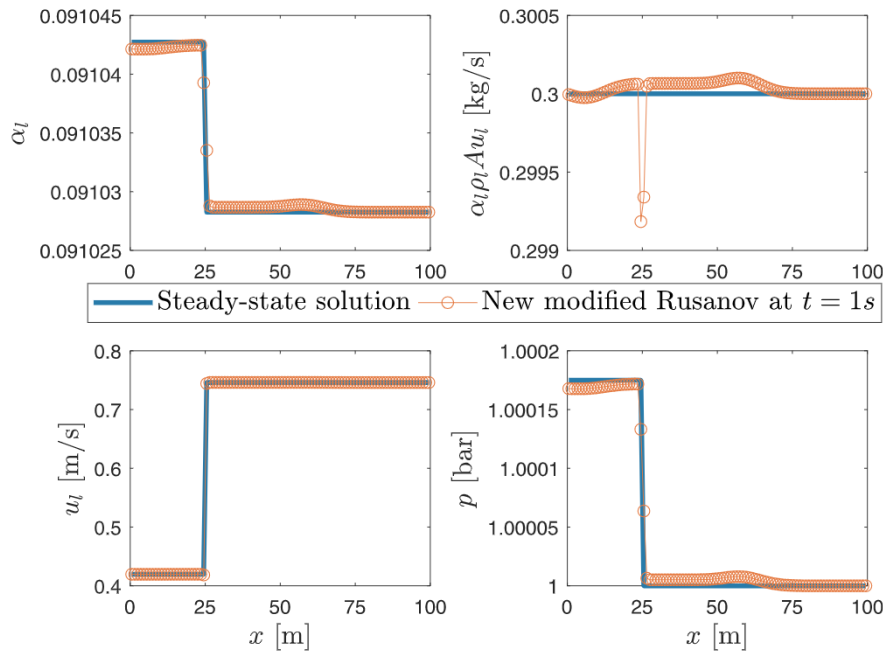 0.091045
0.09104
0.091035
0.09103
0.091025
α_l
0 25 50 75 100
0.3005
0.3
0.2995
0.299
α_lρ_lAu_l [kg/s]
0 25 50 75 100
Steady-state solution New modified Rusanov at t = 1s
0.8
0.7
0.6
0.5
0.4
u_l [m/s]
0 25 50 75 100
x [m]
1.0002
1.00015
1.0001
1.00005
1
p [bar]
0 25 50 75 100
x [m]